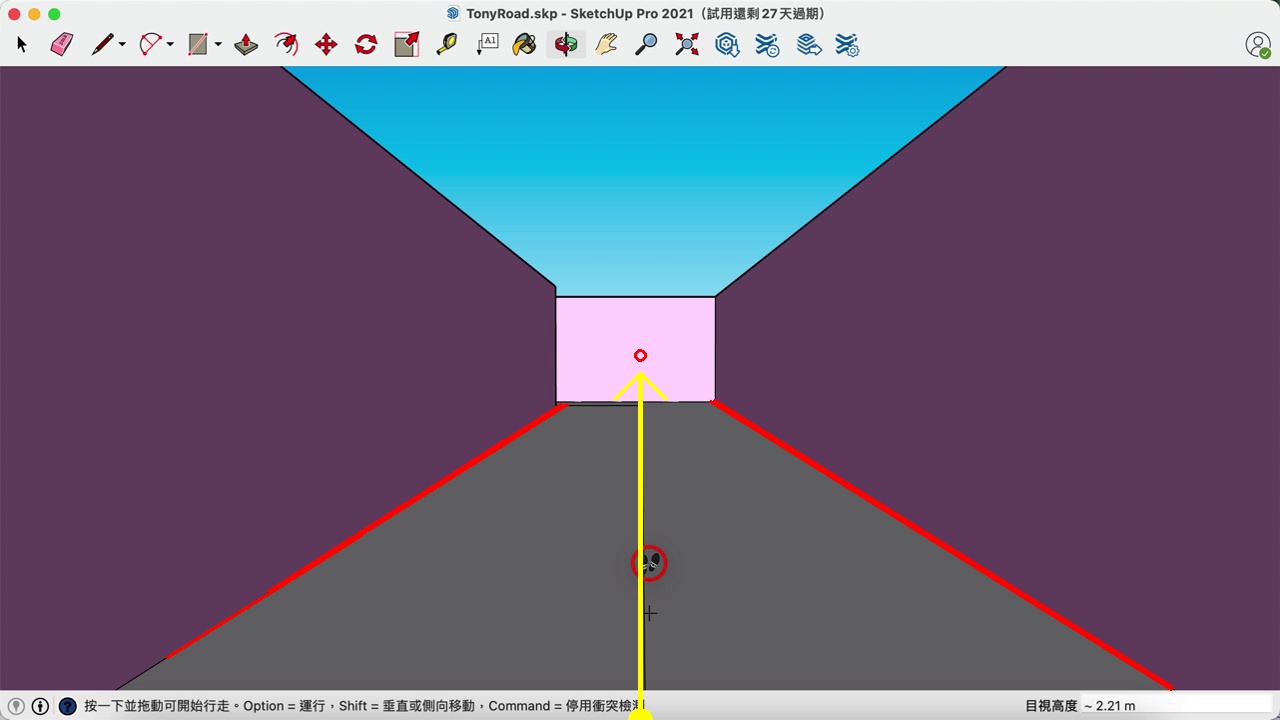 TonyRoad.skp - SketchUp Pro 2021（試用還剩 27 天過期）
A1
按一下並拖動可開始行走。Option = 運行，Shift = 垂直或側向移動，Command = 停用衝突檢測
目視高度 ~ 2.21 m